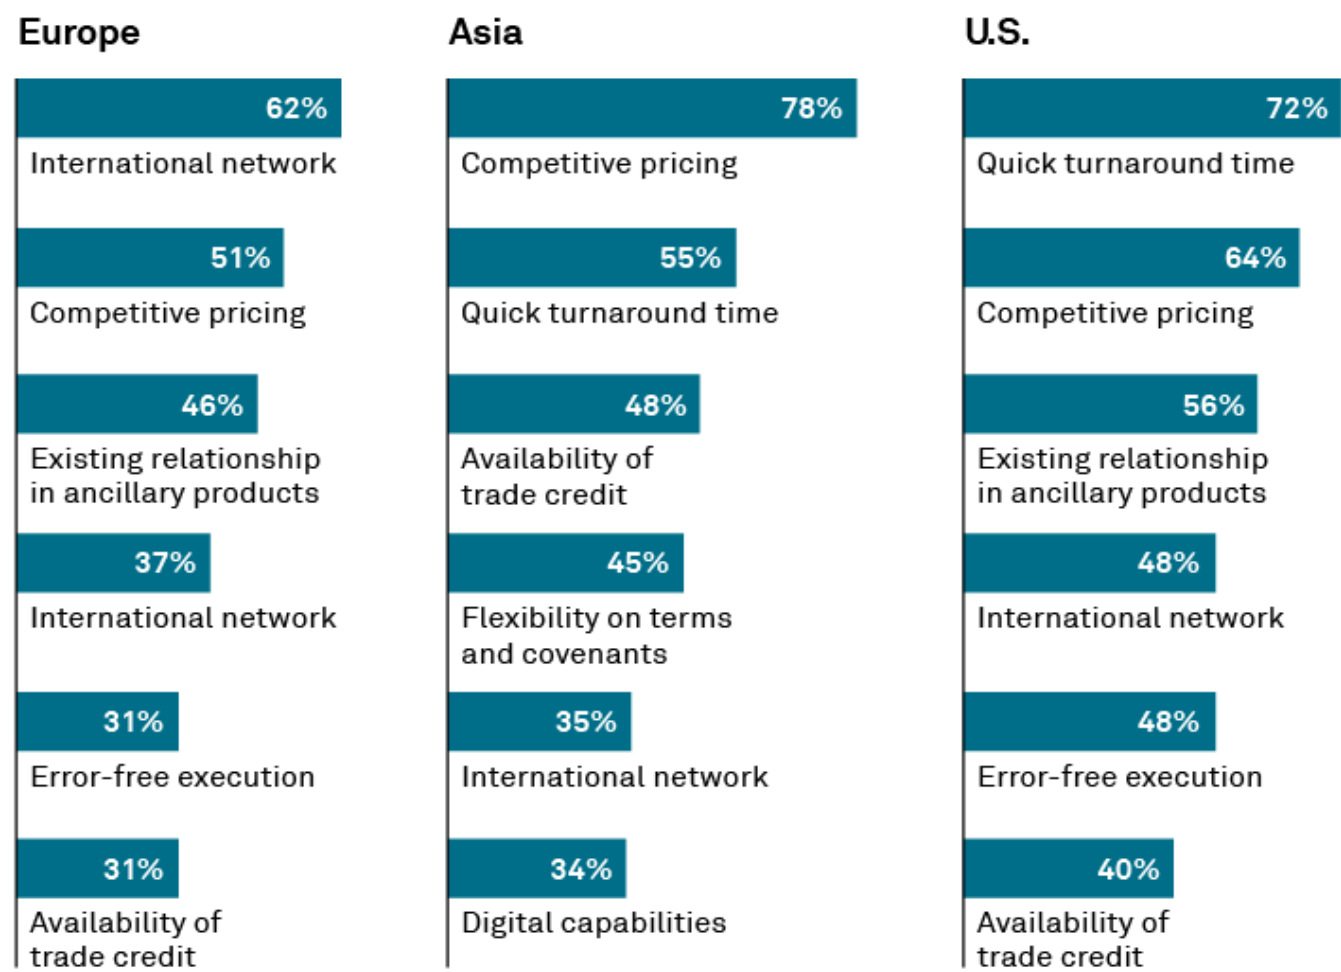 Europe
62%
International network
51%
Competitive pricing
46%
Existing relationship
in ancillary products
37%
International network
31%
Error-free execution
31%
Availability of
trade credit
Asia
78%
Competitive pricing
55%
Quick turnaround time
48%
Availability of
trade credit
45%
Flexibility on terms
and covenants
35%
International network
34%
Digital capabilities
U.S.
72%
Quick turnaround time
64%
Competitive pricing
56%
Existing relationship
in ancillary products
48%
International network
48%
Error-free execution
40%
Availability of
trade credit